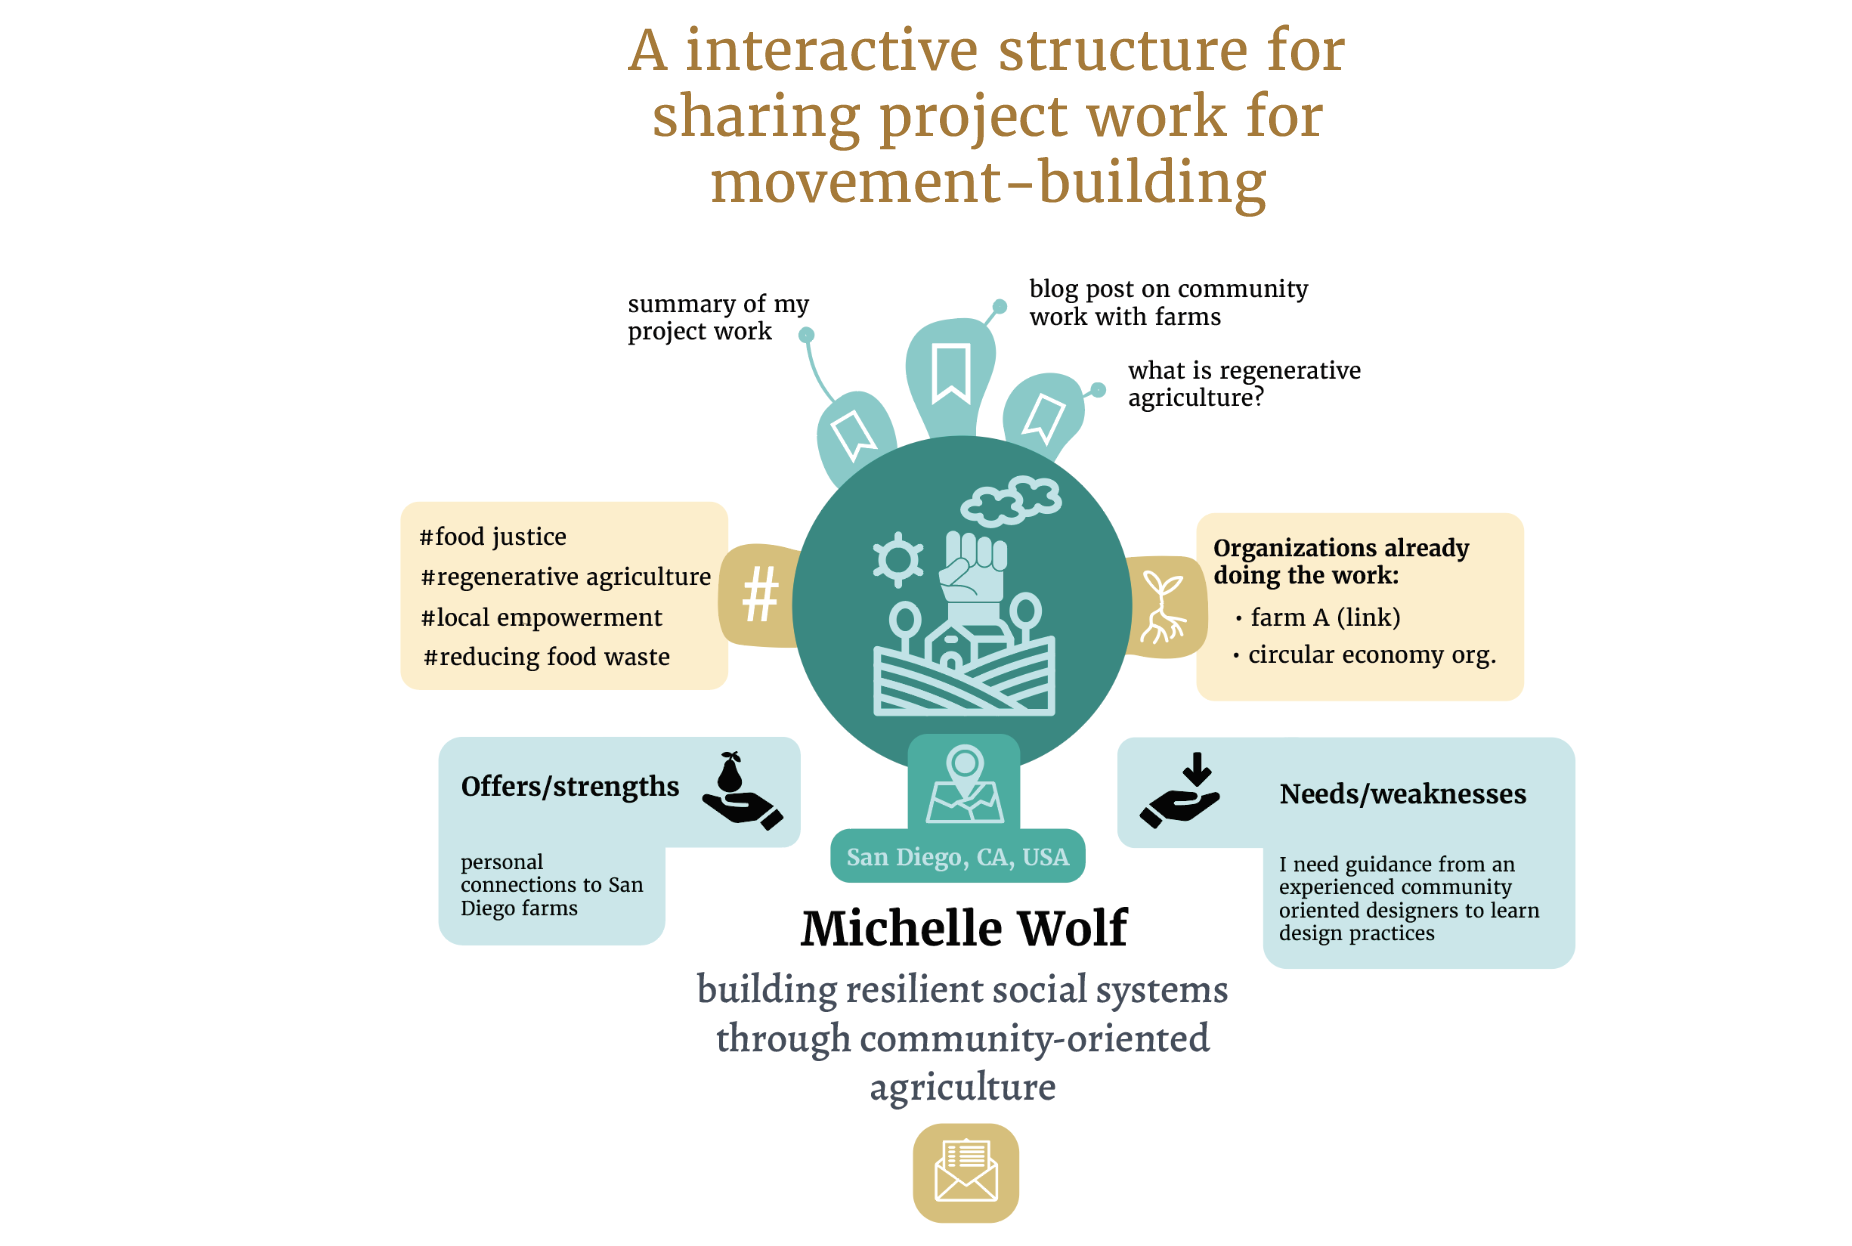 A interactive structure for
sharing project work for
movement-building
summary of my
project work
blog post on community
work with farms
what is regenerative
agriculture?
#food justice
#regenerative agriculture
#local empowerment
#reducing food waste
#
Organizations already
doing the work:
• farm A (link)
• circular economy org.
Offers/strengths
personal
connections to San
Diego farms
Needs/weaknesses
I need guidance from an
experienced community
oriented designers to learn
design practices
San Diego, CA, USA
Michelle Wolf
building resilient social systems
through community-oriented
agriculture